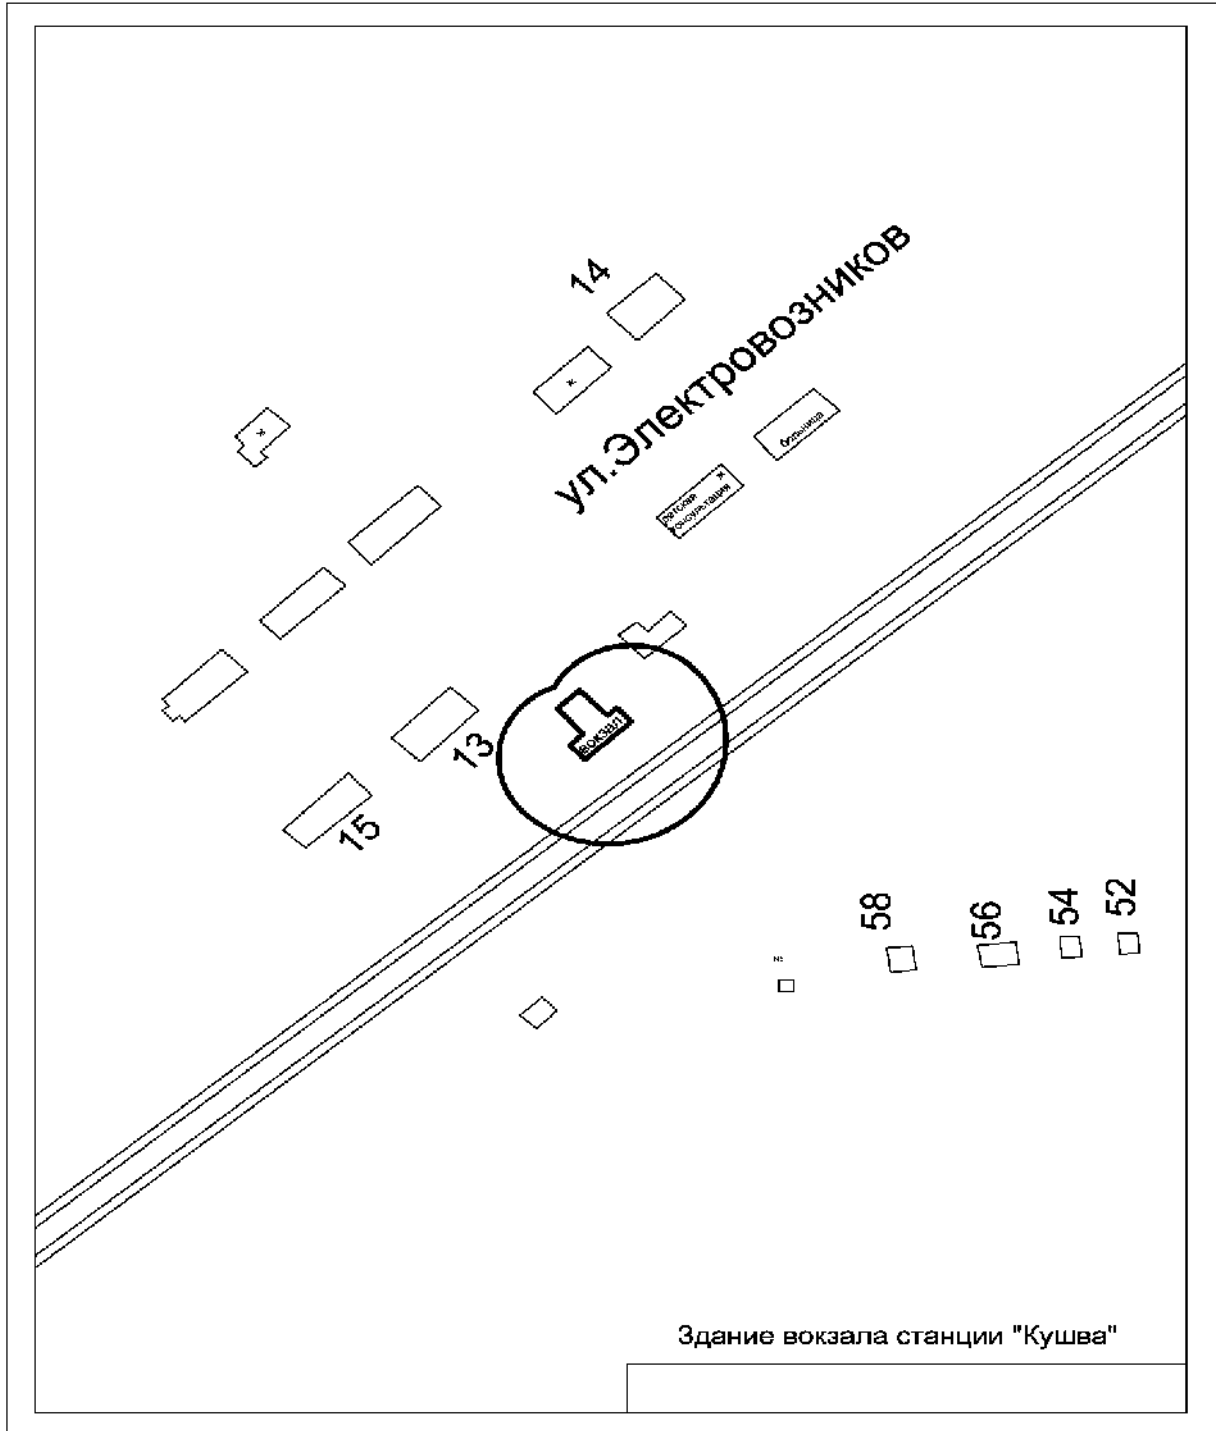 14
ул.Электровозников
ж
ж
больница
ж
детская
консультация
вокзал
13
15
58
56
54
52
Здание вокзала станции "Кушва"